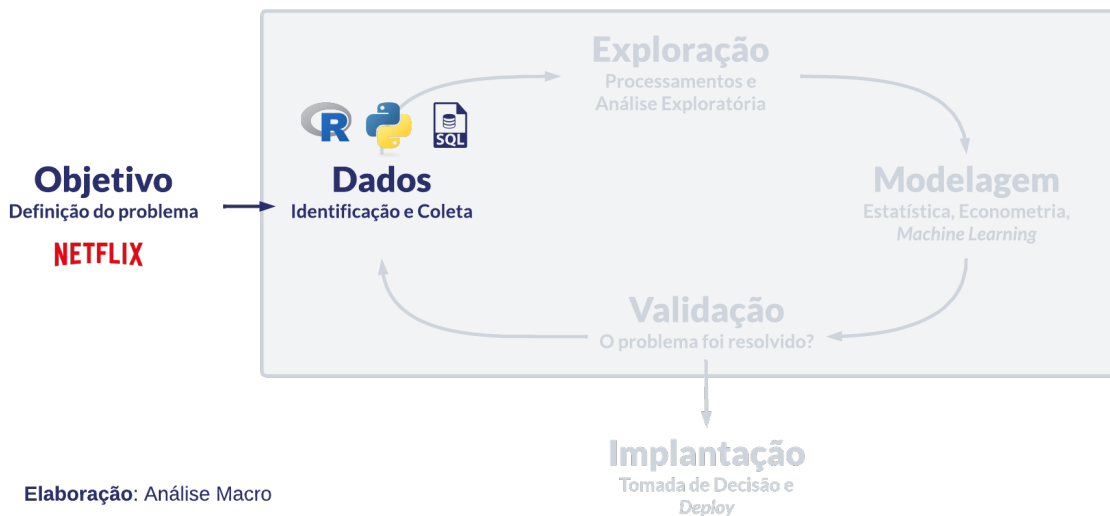 Exploração
Processamentos e
Análise Exploratória
R
SQL
Objetivo
Definição do problema
NETFLIX
Dados
Identificação e Coleta
Modelagem
Estatística, Econometria,
Machine Learning
Validação
O problema foi resolvido?
Implantação
Tomada de Decisão e
Deploy
Elaboração: Análise Macro